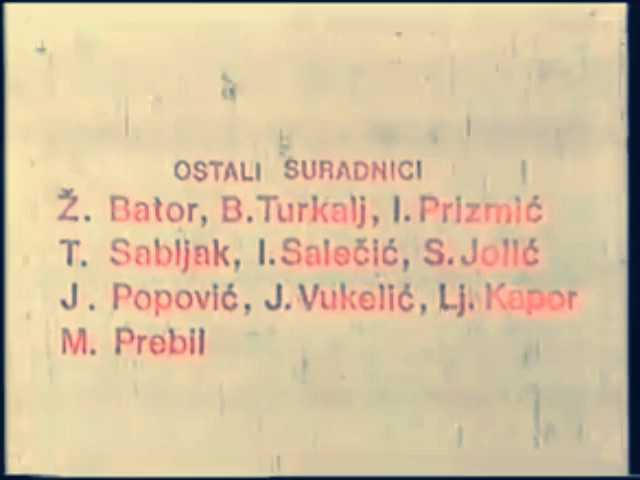 OSTALI SURADNICI
Ž. Bator, B. Turkalj, I. Prizmić
T. Sabljak, I. Salečić, S. Jolić
J. Popović, J. Vukelić, Lj. Kapor
M. Prebil